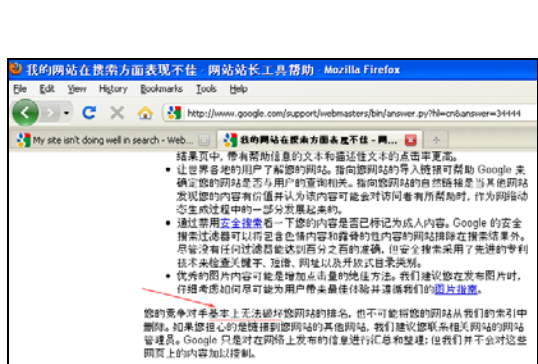 我的网站在搜索方面表现不佳 - 网站站长工具帮助 - Mozilla Firefox
File Edit View History Bookmarks Tools Help
http://www.google.com/support/webmasters/bin/answer.py?hl=cn&answer=34444
My site isn't doing well in search - Web...
我的网站在搜索方面表现不佳 - 网...
结果页中，带有帮助信息的文本和描述性文本的点击率更高。
• 让世界各地的用户了解您的网站。指向您网站的导入链接可帮助 Google 来
确定您的网站是否与用户的查询相关。指向您网站的自然链接是当其他网站
发现您的内容有价值并认为该内容可能会对访问者有所帮助时，作为网络动
态生成过程中的一部分发展起来的。
• 通过禁用安全搜索看一下您的内容是否已标记为成人内容。Google 的安全
搜索过滤器可以将包含色情内容和露骨的性内容的网站排除在搜索结果外。
尽管没有任何过滤器能达到百分之百的准确，但安全搜索采用了先进的专利
技术来检查关键字、短语、网址以及开放式目录类别。
• 优秀的图片内容可能是增加点击量的绝佳方法。我们建议您在发布图片时，
仔细考虑如何尽可能为用户带来最佳体验并遵循我们的图片指南。
您的竞争对手基本上无法破坏您网站的排名，也不可能将您的网站从我们的索引中
删除。如果您担心的是链接到您网站的其他网站，我们建议您联系相关网站的网站
管理员。Google 只是对在网络上发布的信息进行汇总和整理；但我们并不会对这些
网页上的内容加以控制。